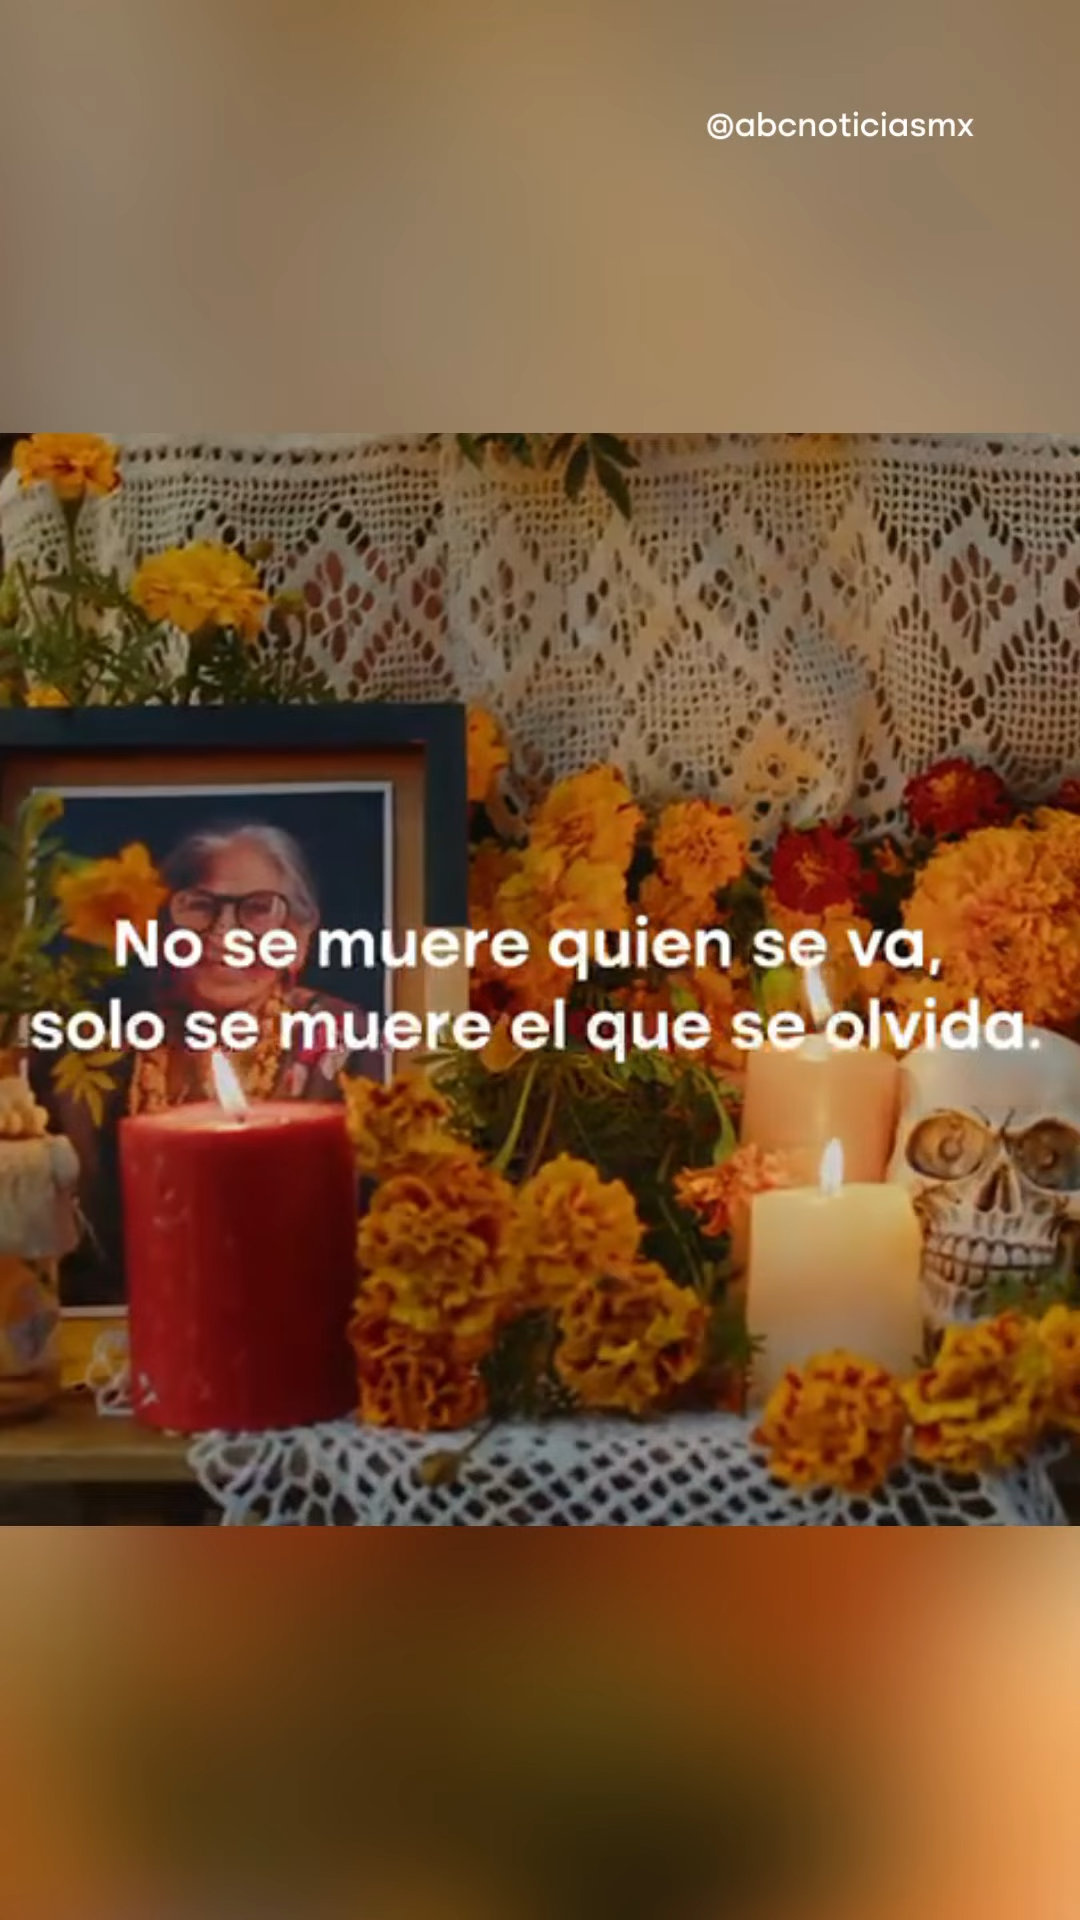 @abcnoticiasmx
No se muere quien se va,
solo se muere el que se olvida.